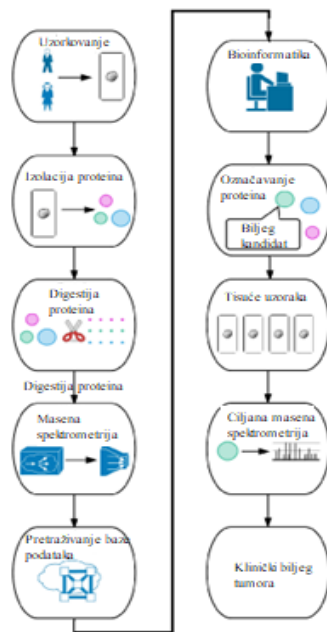 Uzorkovanje
Izolacija proteina
Digestija
proteina
Digestija proteina
Masena
spektrometrija
Pretraživanje baze
podataka
Bioinformatika
Označavanje
proteina
Biljeg
kandidat
Tisuće uzoraka
Ciljana masena
spektrometrija
Klinički biljeg
tumora